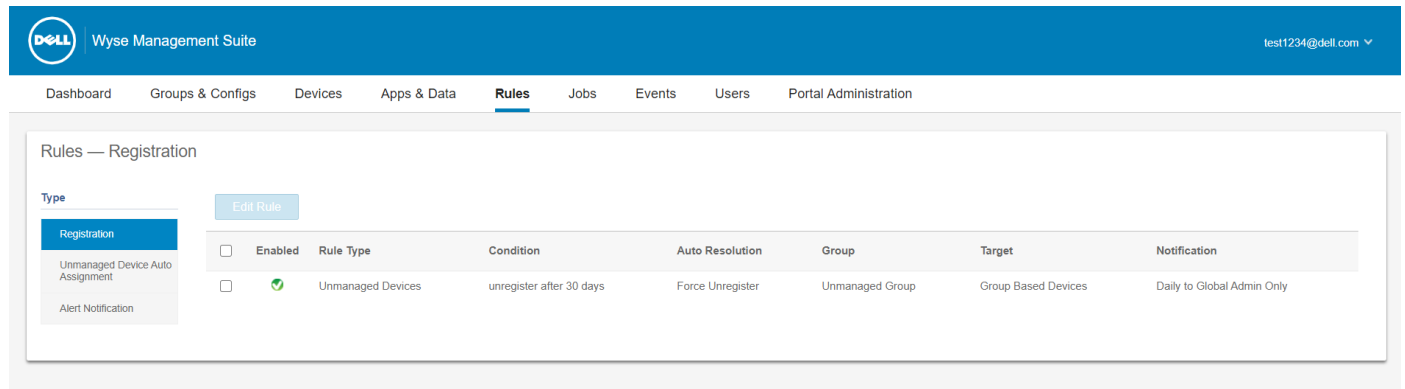 DELL
Wyse Management Suite
test1234@dell.com
Dashboard Groups & Configs Devices Apps & Data Rules Jobs Events Users Portal Administration
Rules — Registration
Type
Edit Rule
Registration
Unmanaged Device Auto
Assignment
Alert Notification
Enabled Rule Type Condition Auto Resolution Group Target Notification
Unmanaged Devices unregister after 30 days Force Unregister Unmanaged Group Group Based Devices Daily to Global Admin Only